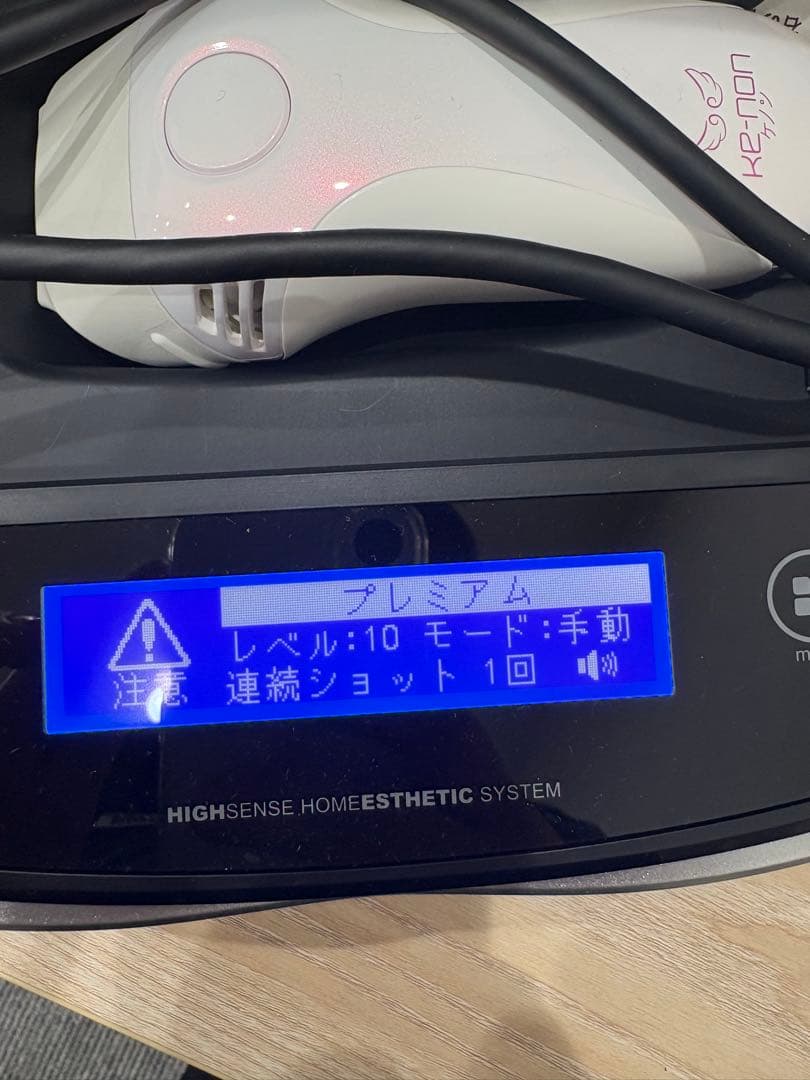 ke-non
ケノン
プレミアム
レベル:10 モード:手動
注意 連続ショット 1回
HIGHSENSE HOMEESTHETIC SYSTEM